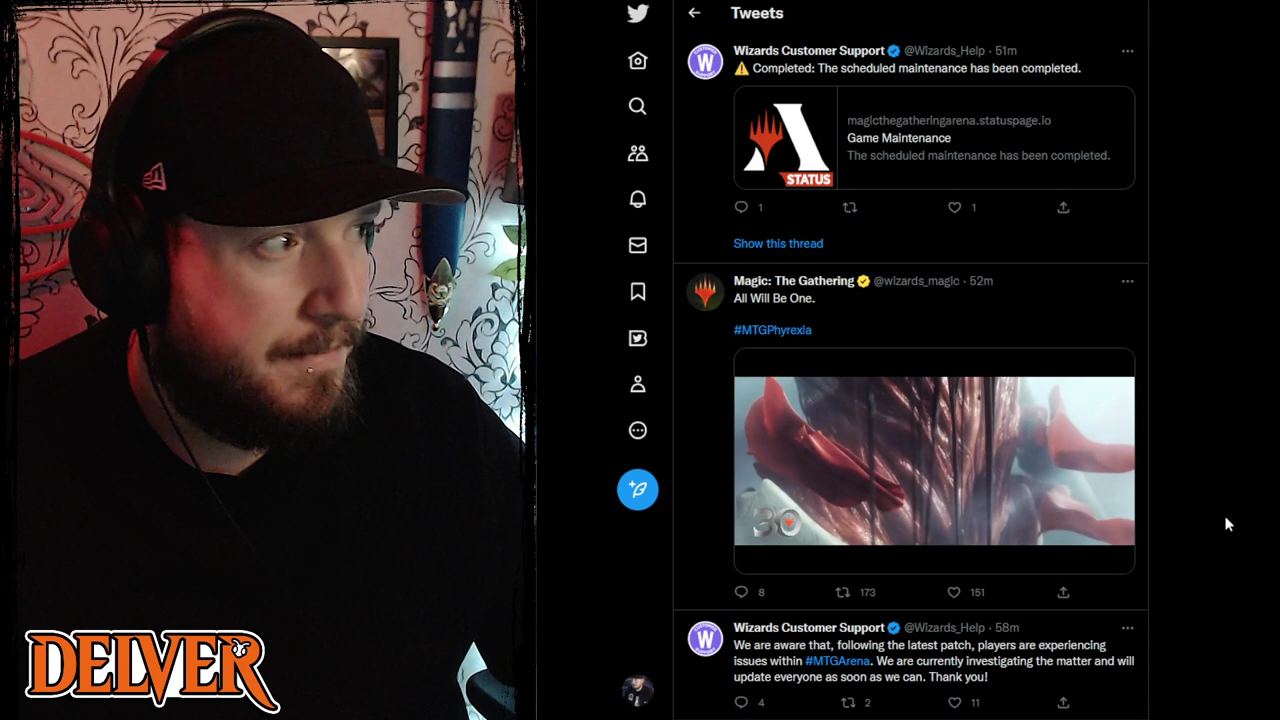 Tweets
Wizards Customer Support @Wizards_Help · 51m
⚠️ Completed: The scheduled maintenance has been completed.
STATUS
magicthegatheringarena.statuspage.io
Game Maintenance
The scheduled maintenance has been completed.
1 1
Show this thread
Magic: The Gathering @wizards_magic · 52m
All Will Be One.
#MTGPhyrexia
30
8 173 151
Wizards Customer Support @Wizards_Help · 58m
We are aware that, following the latest patch, players are experiencing
issues within #MTGArena. We are currently investigating the matter and will
update everyone as soon as we can. Thank you!
4 2 11
DELVER